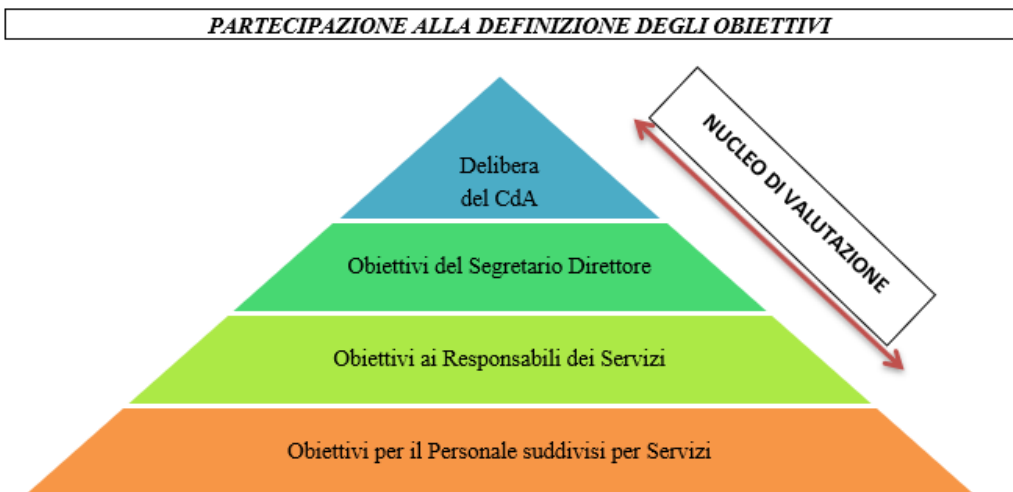 PARTECIPAZIONE ALLA DEFINIZIONE DEGLI OBIETTIVI
Delibera
del CdA
NUCLEO DI VALUTAZIONE
Obiettivi del Segretario Direttore
Obiettivi ai Responsabili dei Servizi
Obiettivi per il Personale suddivisi per Servizi